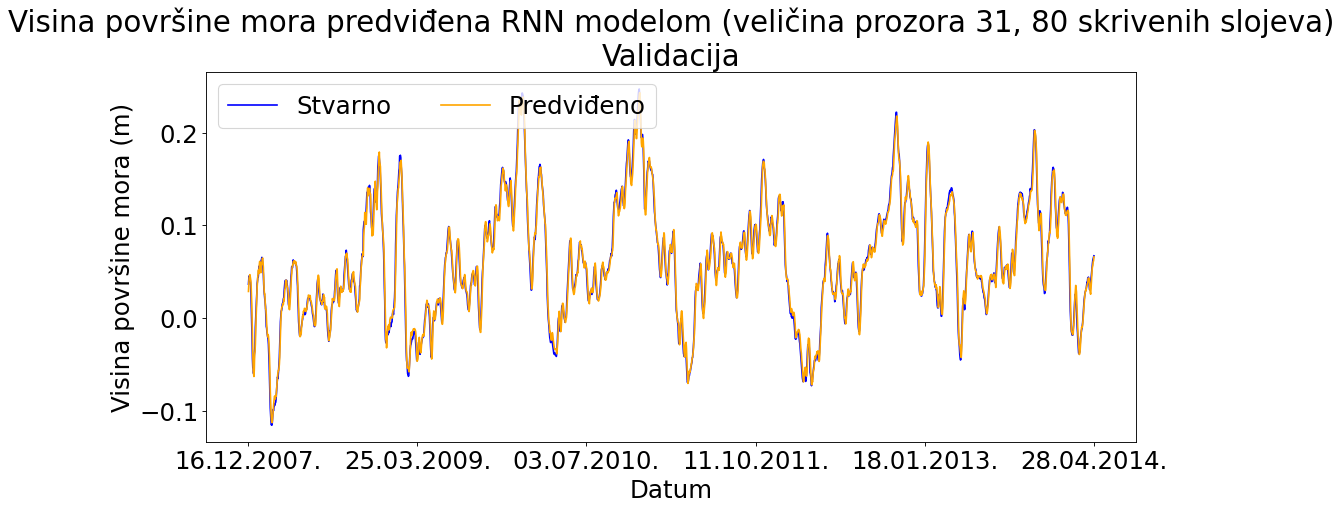 Visina površine mora predviđena RNN modelom (veličina prozora 31, 80 skrivenih slojeva)
Validacija
Stvarno
Predviđeno
Visina površine mora (m)
0.2
0.1
0.0
−0.1
16.12.2007.
25.03.2009.
03.07.2010.
11.10.2011.
18.01.2013.
28.04.2014.
Datum